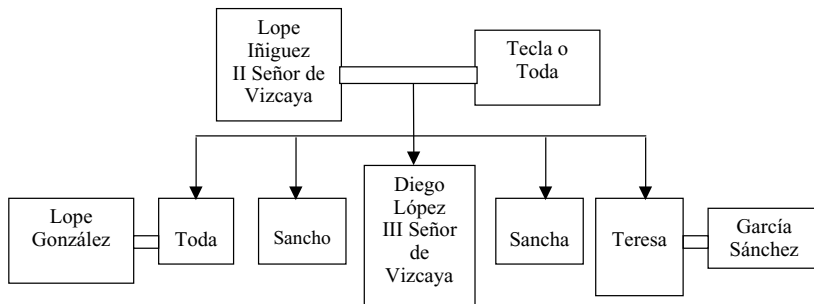 Lope
Iñiguez
II Señor de
Vizcaya
Tecla o
Toda
Lope
González
Toda
Sancho
Diego
López
III Señor
de
Vizcaya
Sancha
Teresa
García
Sánchez